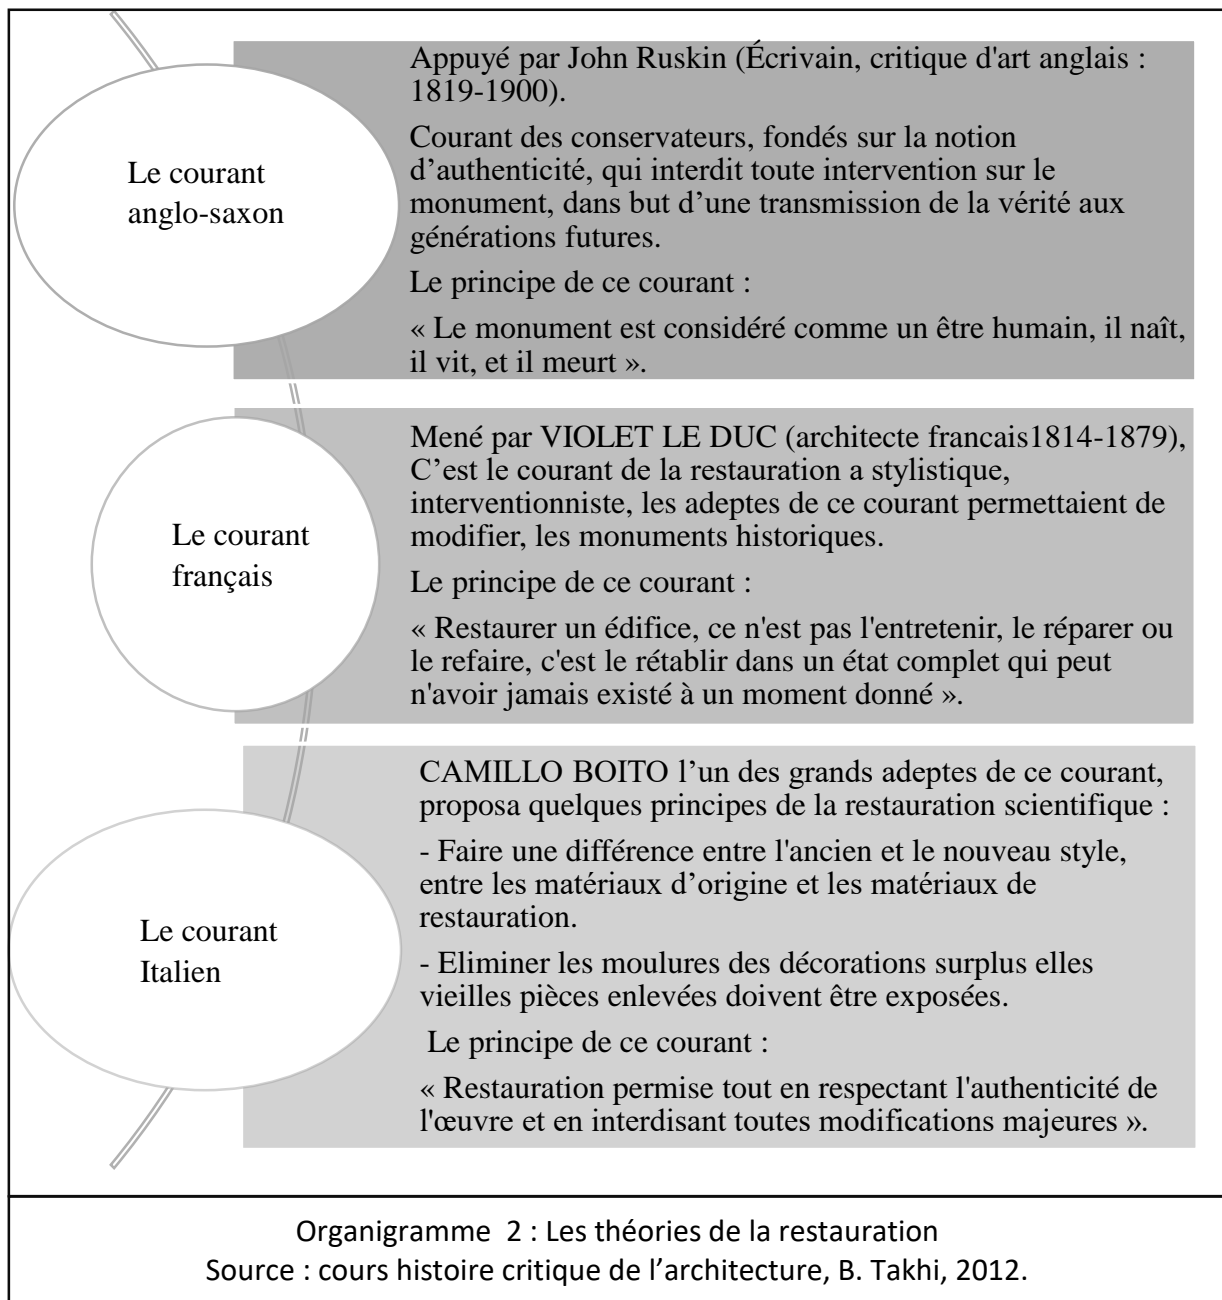 Le courant
anglo-saxon
Appuyé par John Ruskin (Écrivain, critique d'art anglais :
1819-1900).
Courant des conservateurs, fondés sur la notion
d’authenticité, qui interdit toute intervention sur le
monument, dans but d’une transmission de la vérité aux
générations futures.
Le principe de ce courant :
« Le monument est considéré comme un être humain, il naît,
il vit, et il meurt ».
Le courant
français
Mené par VIOLET LE DUC (architecte francais1814-1879),
C’est le courant de la restauration a stylistique,
interventionniste, les adeptes de ce courant permettaient de
modifier, les monuments historiques.
Le principe de ce courant :
« Restaurer un édifice, ce n'est pas l'entretenir, le réparer ou
le refaire, c'est le rétablir dans un état complet qui peut
n'avoir jamais existé à un moment donné ».
Le courant
Italien
CAMILLO BOITO l’un des grands adeptes de ce courant,
proposa quelques principes de la restauration scientifique :
- Faire une différence entre l'ancien et le nouveau style,
entre les matériaux d’origine et les matériaux de
restauration.
- Eliminer les moulures des décorations surplus elles
vieilles pièces enlevées doivent être exposées.
Le principe de ce courant :
« Restauration permise tout en respectant l'authenticité de
l'œuvre et en interdisant toutes modifications majeures ».
Organigramme 2 : Les théories de la restauration
Source : cours histoire critique de l’architecture, B. Takhi, 2012.